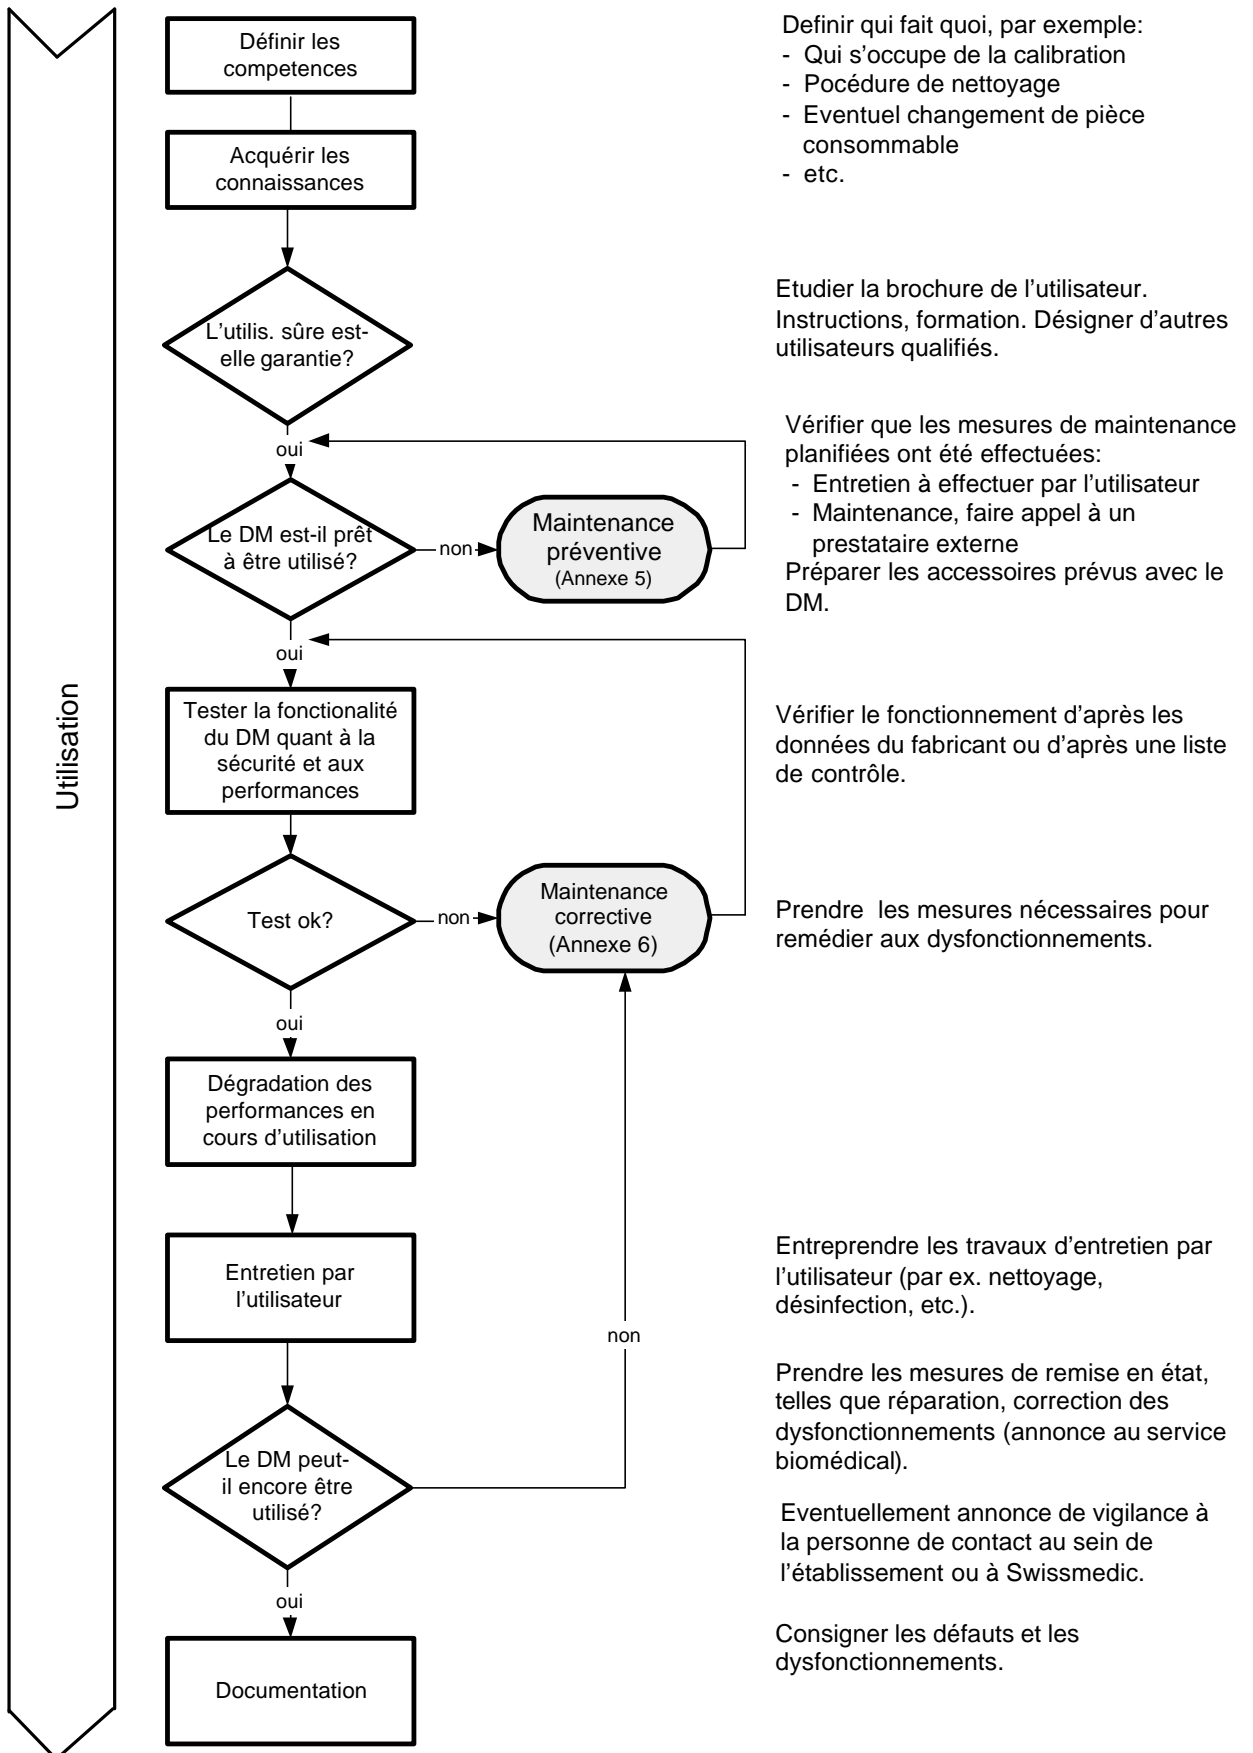 Définir les
competences
Definir qui fait quoi, par exemple:
- Qui s'occupe de la calibration
- Pocédure de nettoyage
- Eventuel changement de pièce
consommable
- etc.
Acquérir les
connaissances
L'utilis. sûre est-
elle garantie?
Etudier la brochure de l'utilisateur.
Instructions, formation. Désigner d'autres
utilisateurs qualifiés.
oui
Le DM est-il prêt
à être utilisé?
non
Maintenance
préventive
(Annexe 5)
Vérifier que les mesures de maintenance
planifiées ont été effectuées:
- Entretien à effectuer par l'utilisateur
- Maintenance, faire appel à un
prestataire externe
Préparer les accessoires prévus avec le
DM.
oui
Utilisation
Tester la fonctionalité
du DM quant à la
sécurité et aux
performances
Vérifier le fonctionnement d'après les
données du fabricant ou d'après une liste
de contrôle.
Test ok?
non
Maintenance
corrective
(Annexe 6)
Prendre les mesures nécessaires pour
remédier aux dysfonctionnements.
oui
Dégradation des
performances en
cours d'utilisation
Entretien par
l'utilisateur
Entreprendre les travaux d'entretien par
l'utilisateur (par ex. nettoyage,
désinfection, etc.).
non
Le DM peut-
il encore être
utilisé?
Prendre les mesures de remise en état,
telles que réparation, correction des
dysfonctionnements (annonce au service
biomédical).
Eventuellement annonce de vigilance à
la personne de contact au sein de
l'établissement ou à Swissmedic.
oui
Documentation
Consigner les défauts et les
dysfonctionnements.